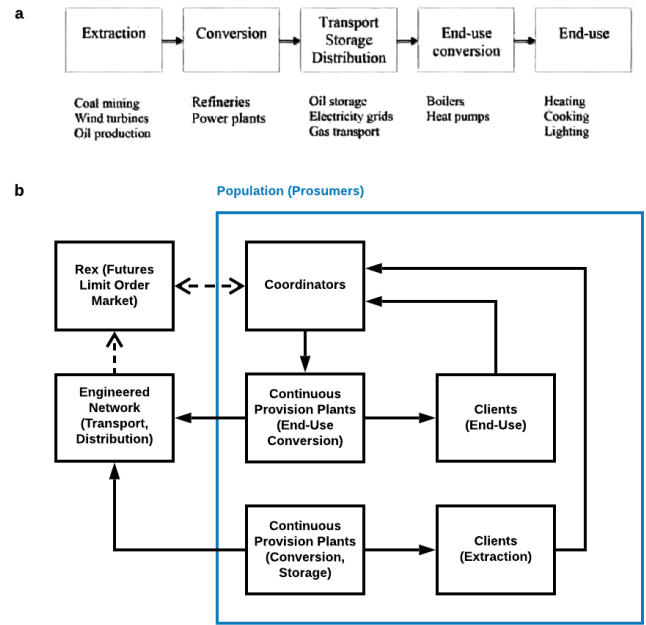 a
Extraction
Conversion
Transport
Storage
Distribution
End-use
conversion
End-use
Coal mining
Wind turbines
Oil production
Refineries
Power plants
Oil storage
Electricity grids
Gas transport
Boilers
Heat pumps
Heating
Cooking
Lighting
b
Population (Prosumers)
Rex (Futures
Limit Order
Market)
Coordinators
Engineered
Network
(Transport,
Distribution)
Continuous
Provision Plants
(End-Use
Conversion)
Clients
(End-Use)
Continuous
Provision Plants
(Conversion,
Storage)
Clients
(Extraction)